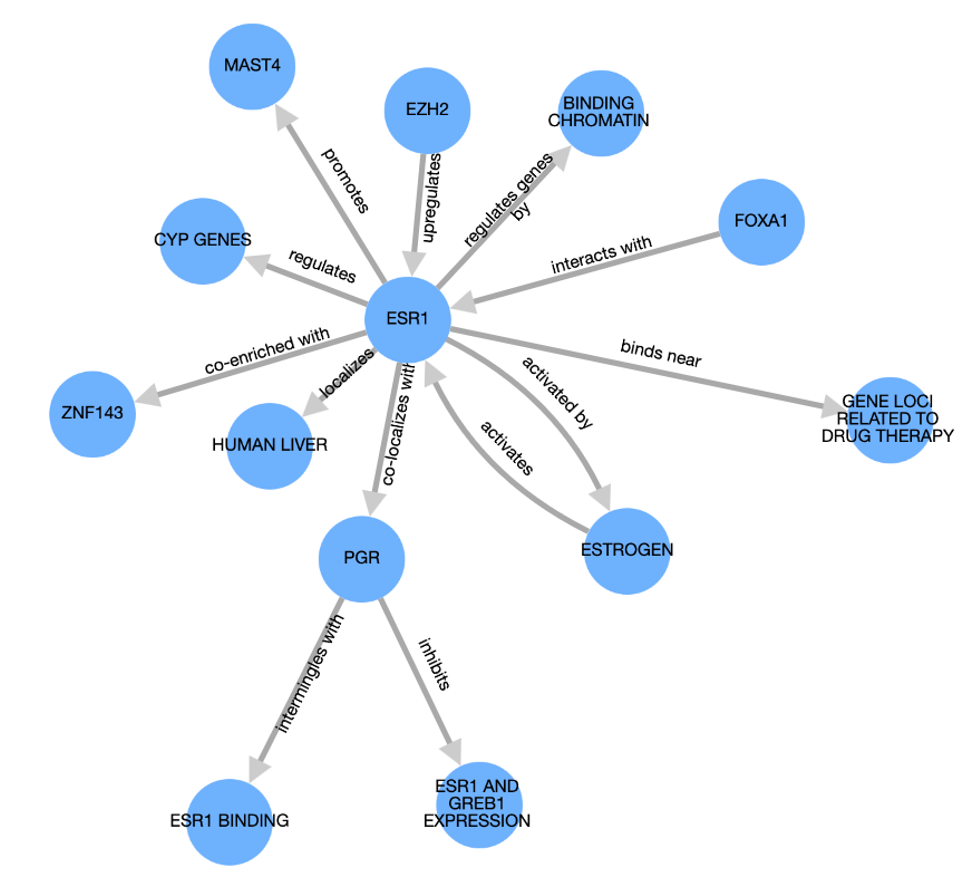 MAST4
EZH2
BINDING
CHROMATIN
promotes
upregulates
regulates genes
by
FOXA1
CYP GENES
regulates
interacts with
ESR1
co-enriched with
localizes
co-localizes with
activated by
binds near
ZNF143
HUMAN LIVER
activates
GENE LOCI
RELATED TO
DRUG THERAPY
PGR
ESTROGEN
intermingles with
inhibits
ESR1 BINDING
ESR1 AND
GREB1
EXPRESSION